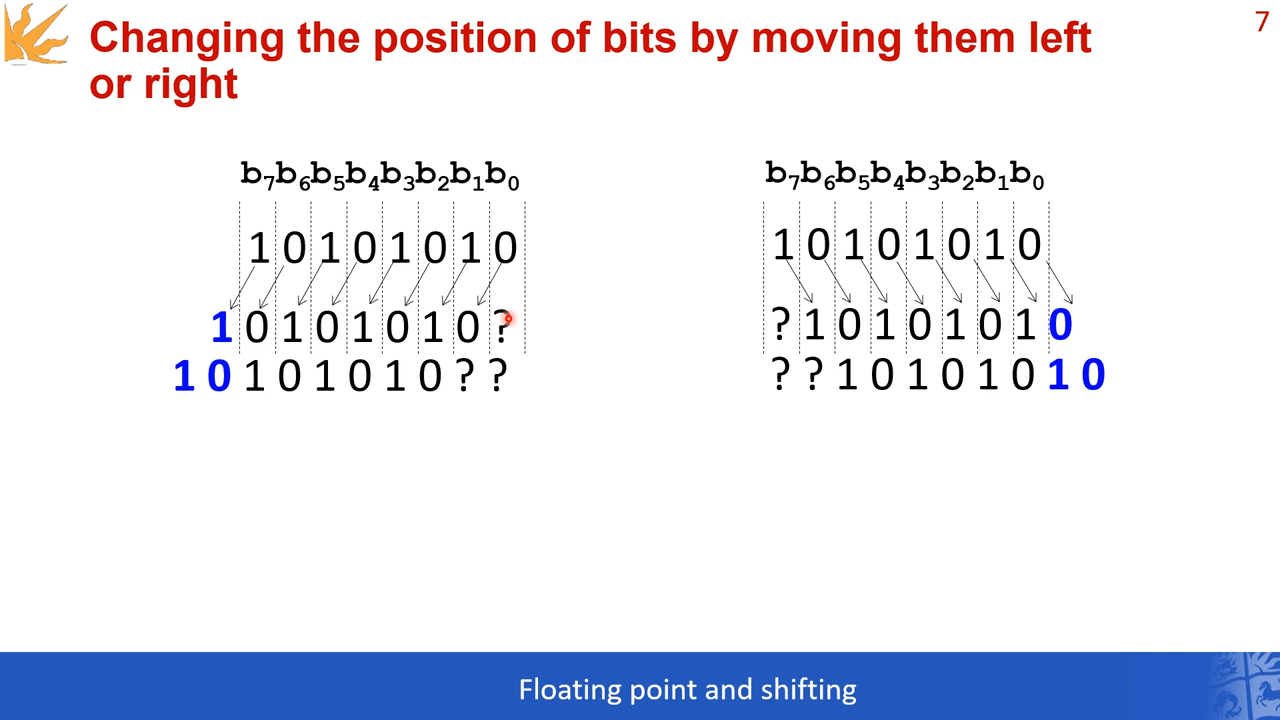 Changing the position of bits by moving them left
or right
7
b₇b₆b₅b₄b₃b₂b₁b₀
1 0 1 0 1 0 1 0
1 0 1 0 1 0 1 0 ?
1 0 1 0 1 0 1 0 ? ?
b₇b₆b₅b₄b₃b₂b₁b₀
1 0 1 0 1 0 1 0
? 1 0 1 0 1 0 1 0
? ? 1 0 1 0 1 0 1 0
Floating point and shifting